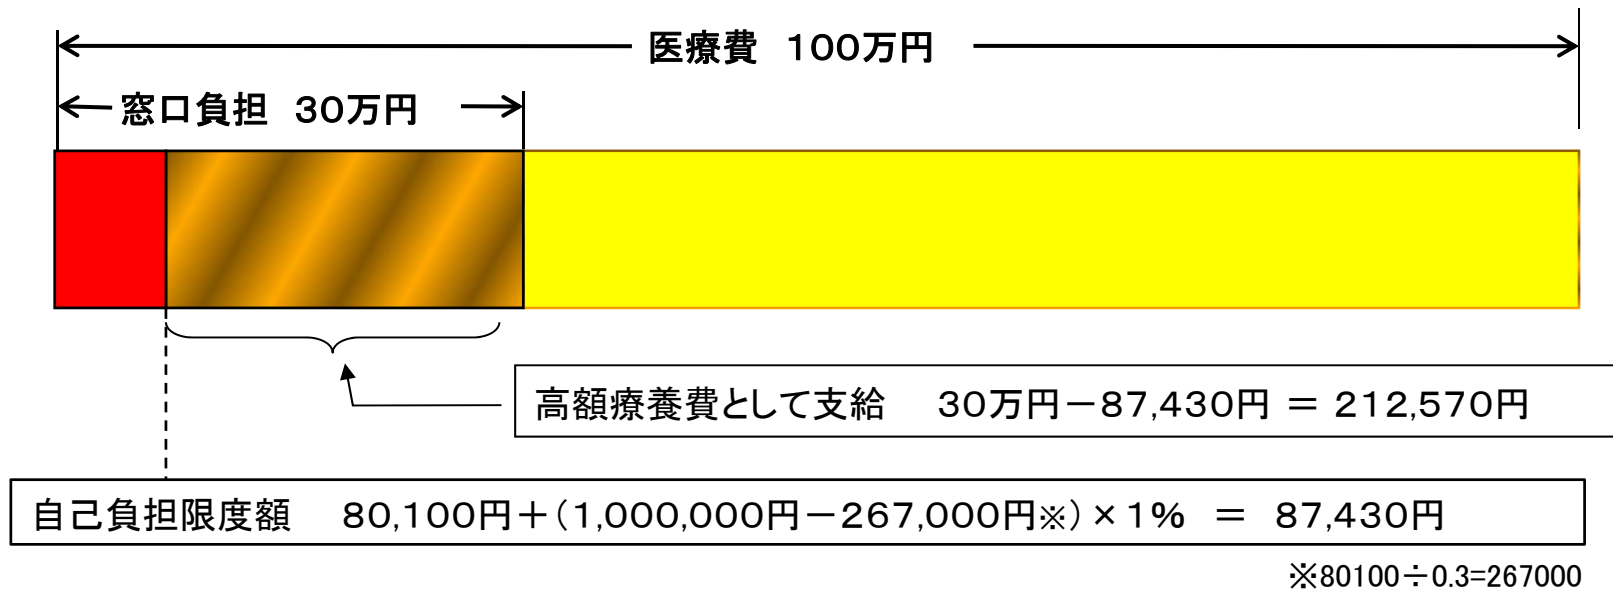 医療費　１００万円
窓口負担　３０万円
高額療養費として支給　３０万円－８７,４３０円 ＝ ２１２,５７０円
自己負担限度額　８０,１００円＋（１,０００,０００円－２６７,０００円※）×１％　＝　８７,４３０円
※80100÷0.3=267000